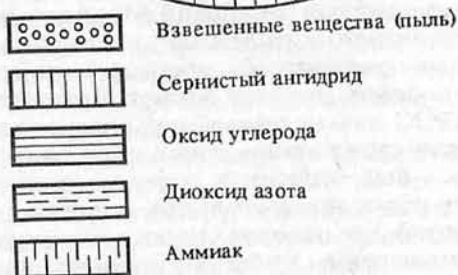 Взвешенные вещества (пыль)
Сернистый ангидрид
Оксид углерода
Диоксид азота
Аммиак